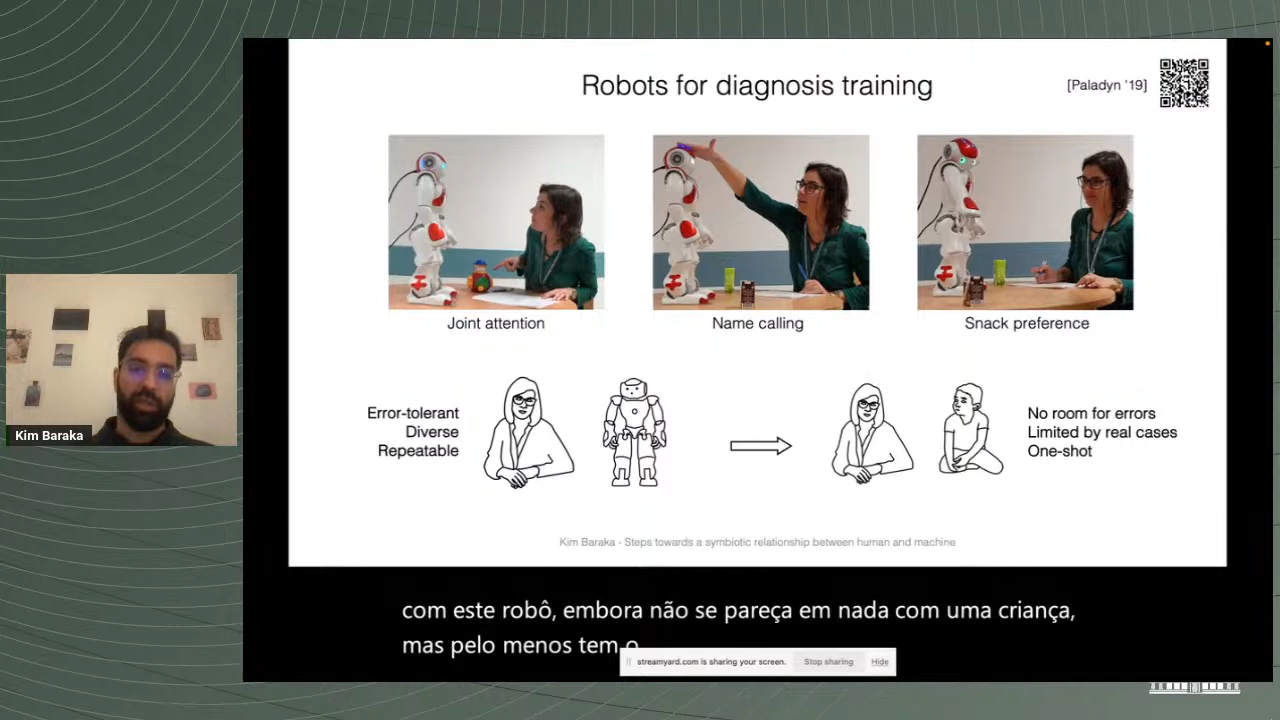 Robots for diagnosis training
[Paladyn '19]
Joint attention
Name calling
Snack preference
Error-tolerant
Diverse
Repeatable
No room for errors
Limited by real cases
One-shot
Kim Baraka - Steps towards a symbiotic relationship between human and machine
Kim Baraka
com este robô, embora não se pareça em nada com uma criança,
mas pelo menos tem o
streamyard.com is sharing your screen.
Stop sharing
Hide